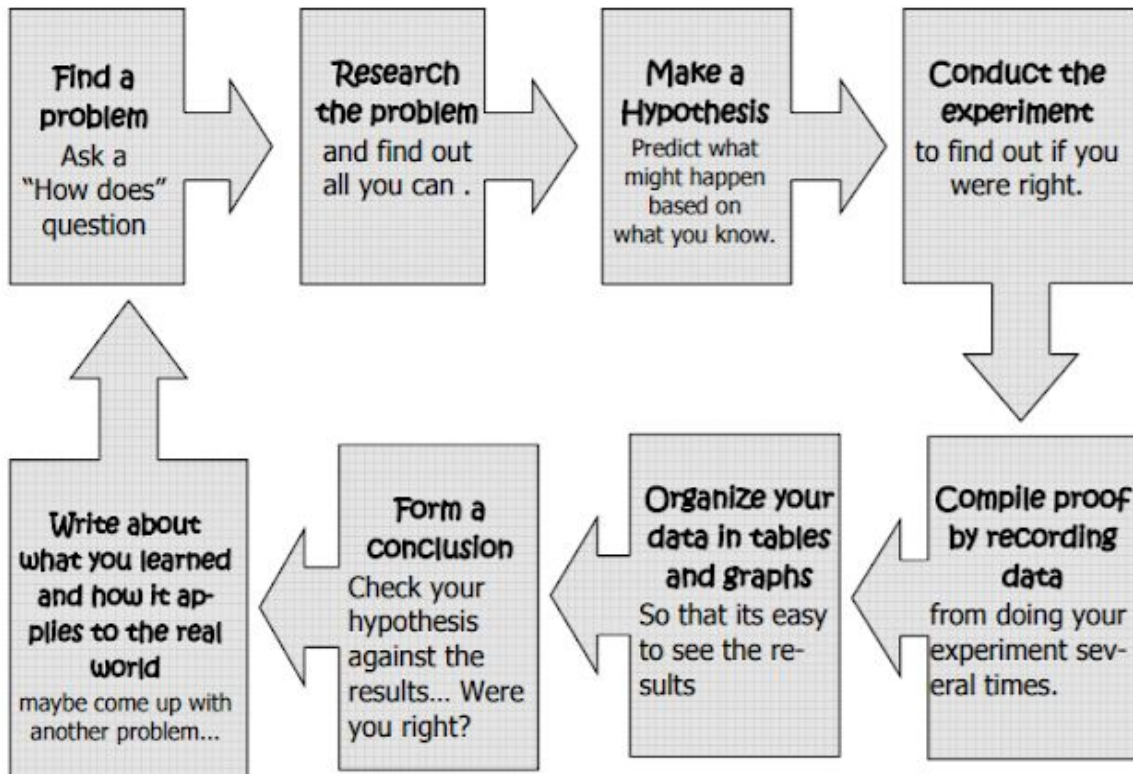 Find a
problem
Ask a
“How does”
question
Research
the problem
and find out
all you can .
Make a
Hypothesis
Predict what
might happen
based on
what you know.
Conduct the
experiment
to find out if you
were right.
Compile proof
by recording
data
from doing your
experiment sev-
eral times.
Organize your
data in tables
and graphs
So that its easy
to see the re-
sults
Form a
conclusion
Check your
hypothesis
against the
results... Were
you right?
Write about
what you learned
and how it ap-
plies to the real
world
maybe come up with
another problem...